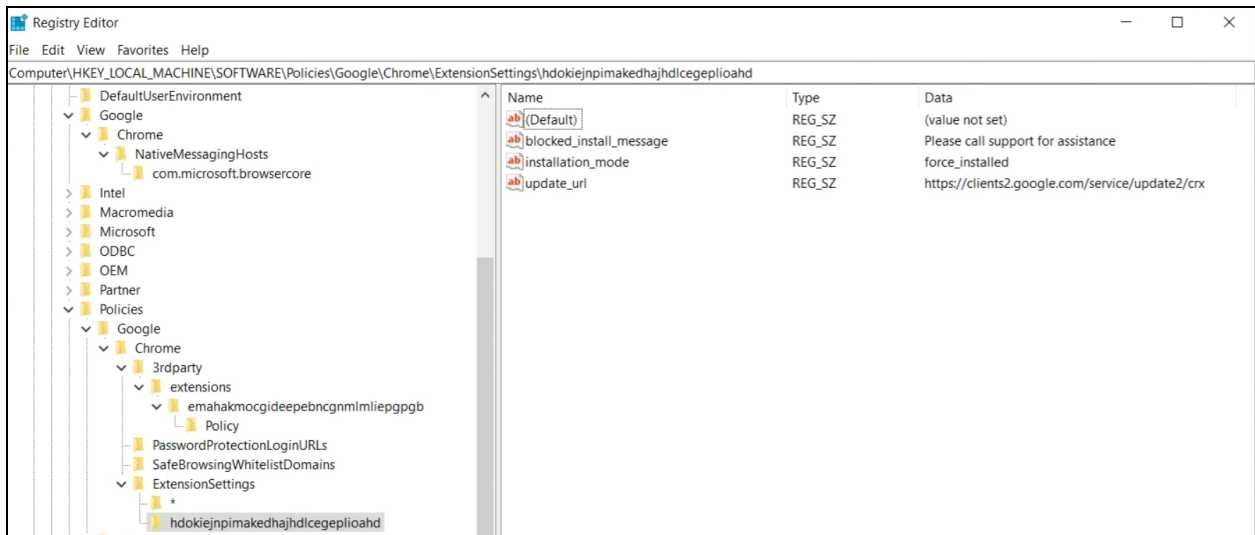 Registry Editor
File Edit View Favorites Help
Computer\HKEY_LOCAL_MACHINE\SOFTWARE\Policies\Google\Chrome\ExtensionSettings\hdokiejnpimakedhajhdlcegeplioahd
DefaultUserEnvironment
Google
Chrome
NativeMessagingHosts
com.microsoft.browsercore
Intel
Macromedia
Microsoft
ODBC
OEM
Partner
Policies
Google
Chrome
3rdparty
extensions
emahakmocgideepebncgnmlmliepgpgb
Policy
PasswordProtectionLoginURLs
SafeBrowsingWhitelistDomains
ExtensionSettings
*
hdokiejnpimakedhajhdlcegeplioahd
Name Type Data
(Default) REG_SZ (value not set)
blocked_install_message REG_SZ Please call support for assistance
installation_mode REG_SZ force_installed
update_url REG_SZ https://clients2.google.com/service/update2/crx